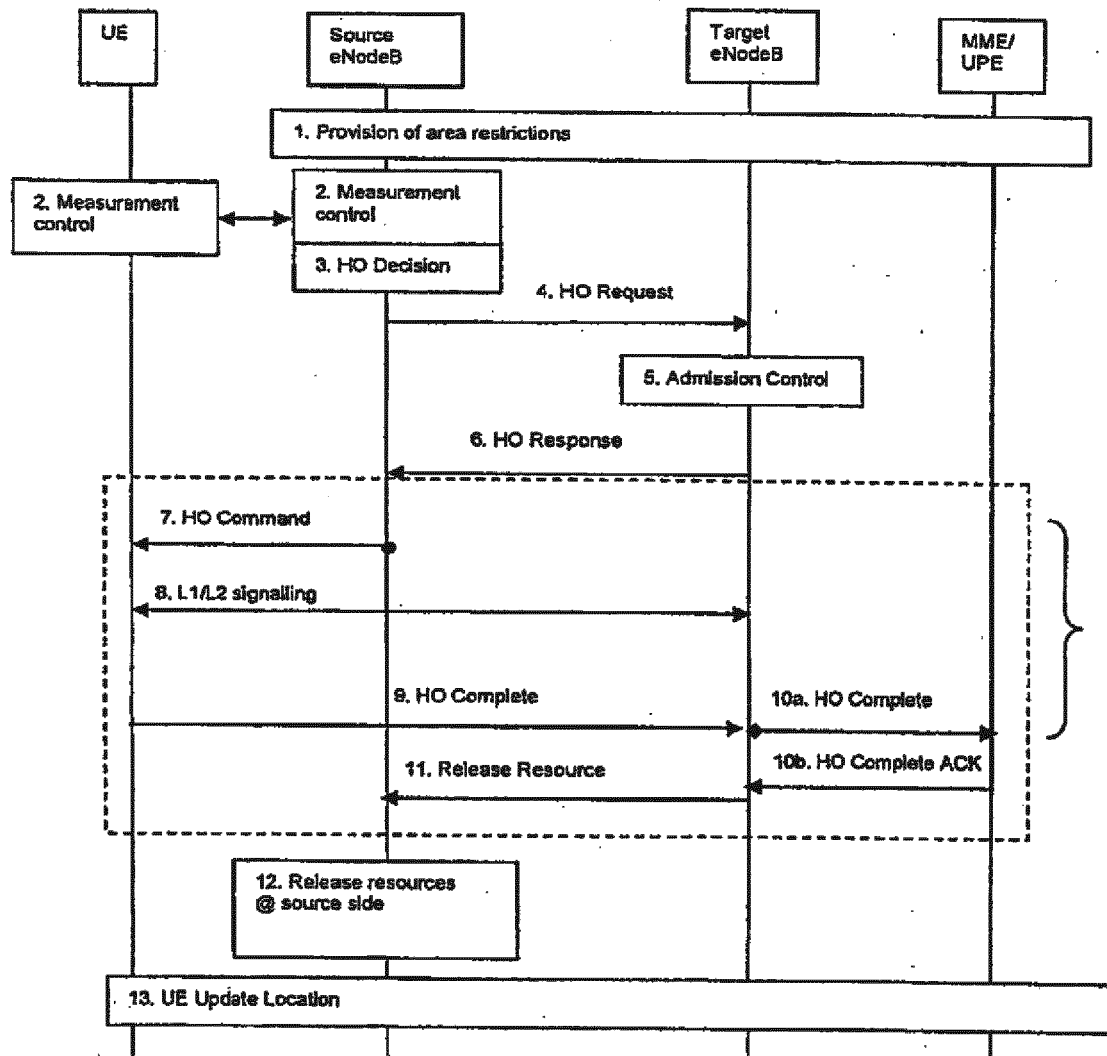 UE
Source
eNodeB
Target
eNodeB
MME/
UPE
1. Provision of area restrictions
2. Measurement
control
2. Measurement
control
3. HO Decision
4. HO Request
5. Admission Control
6. HO Response
7. HO Command
8. L1/L2 signalling
9. HO Complete
10a. HO Complete
10b. HO Complete ACK
11. Release Resource
12. Release resources
@ source side
13. UE Update Location